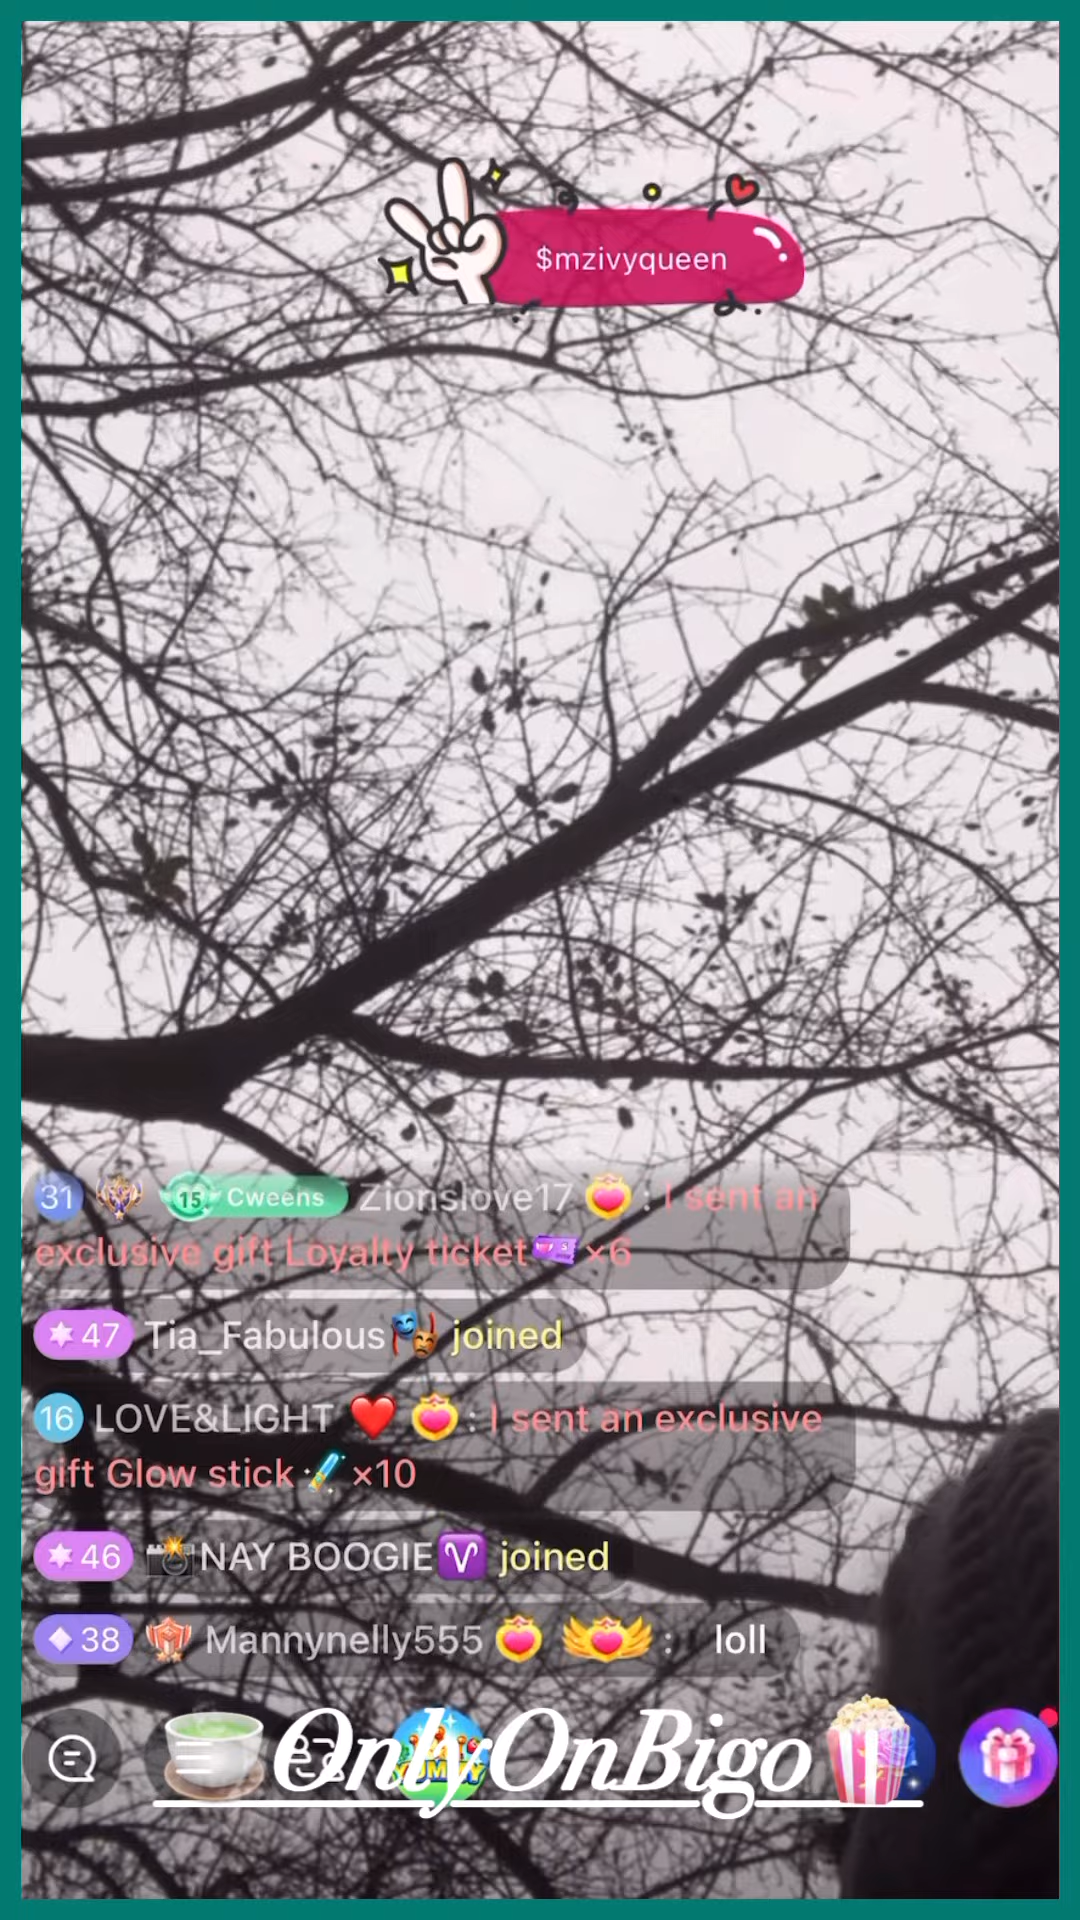 $mzivyqueen
31 15 Cweens Zionslove17 : I sent an
exclusive gift Loyalty ticket ×6
47 Tia_Fabulous joined
16 LOVE&LIGHT : I sent an exclusive
gift Glow stick ×10
46 NAY BOOGIE joined
38 Mannynelly555 : loll
OnlyOnBigo